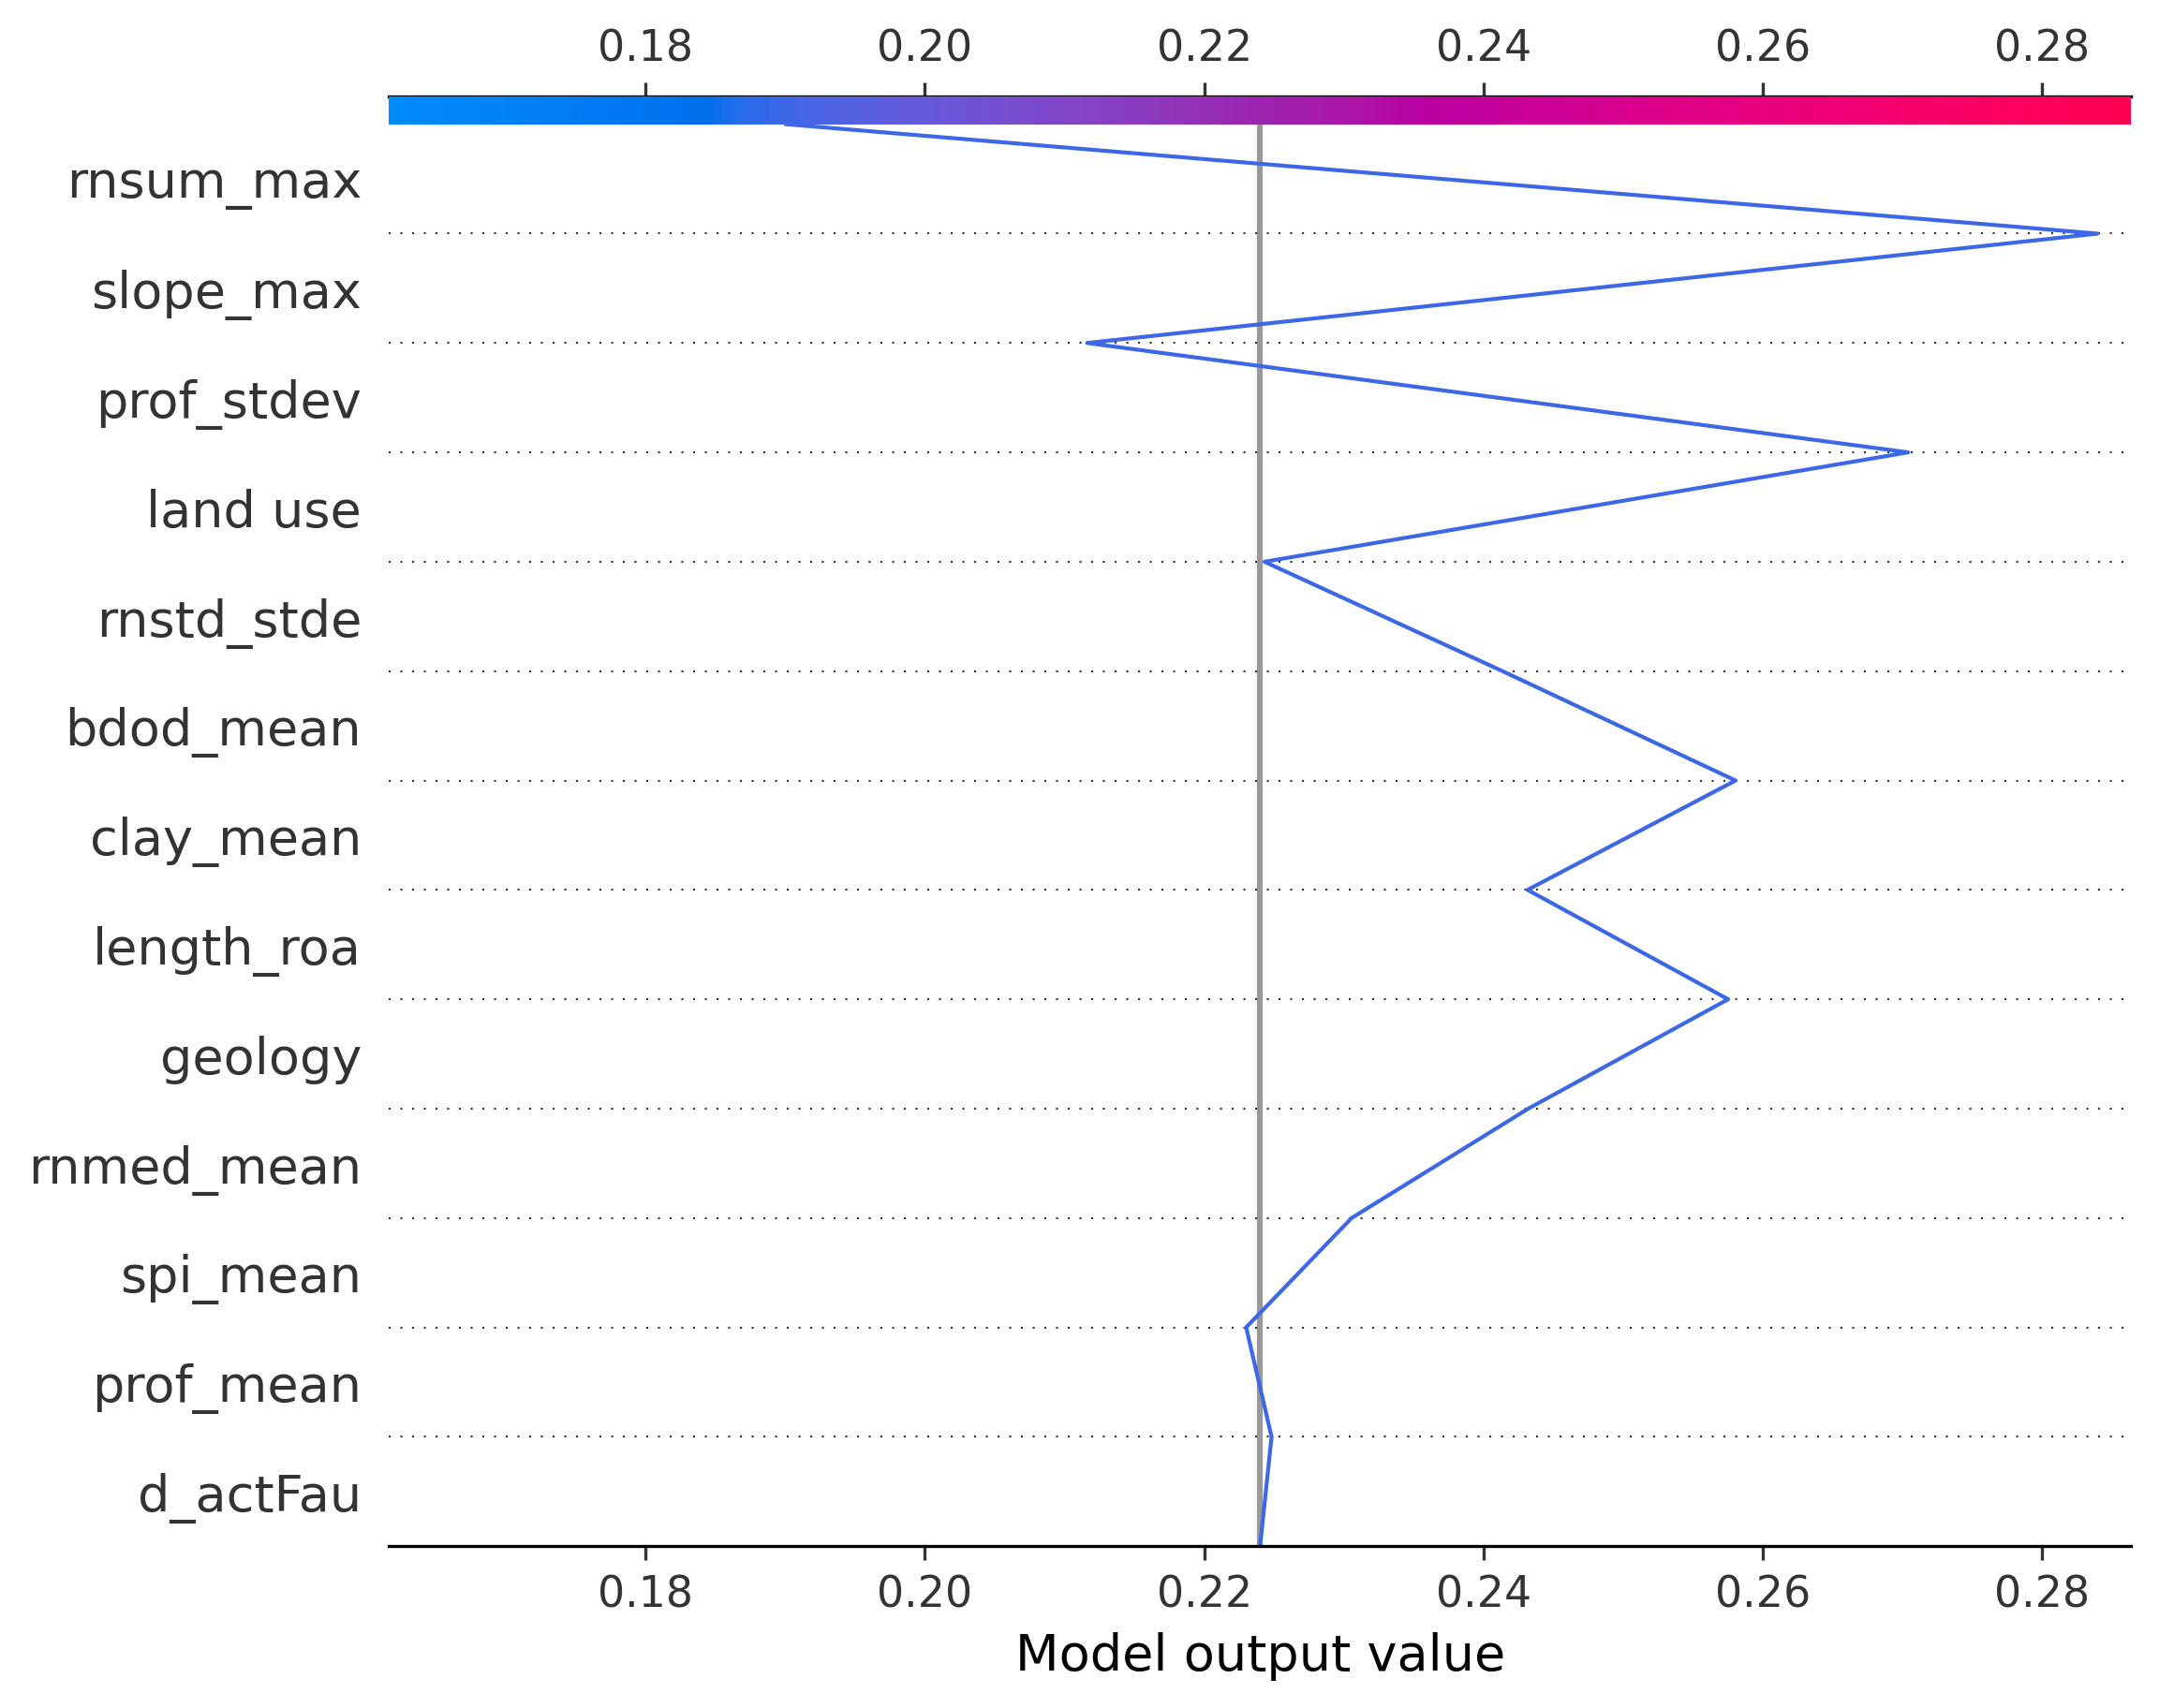 0.18 0.20 0.22 0.24 0.26 0.28
rnsum_max
slope_max
prof_stdev
land use
rnstd_stde
bdod_mean
clay_mean
length_roa
geology
rnmed_mean
spi_mean
prof_mean
d_actFau
0.18 0.20 0.22 0.24 0.26 0.28
Model output value